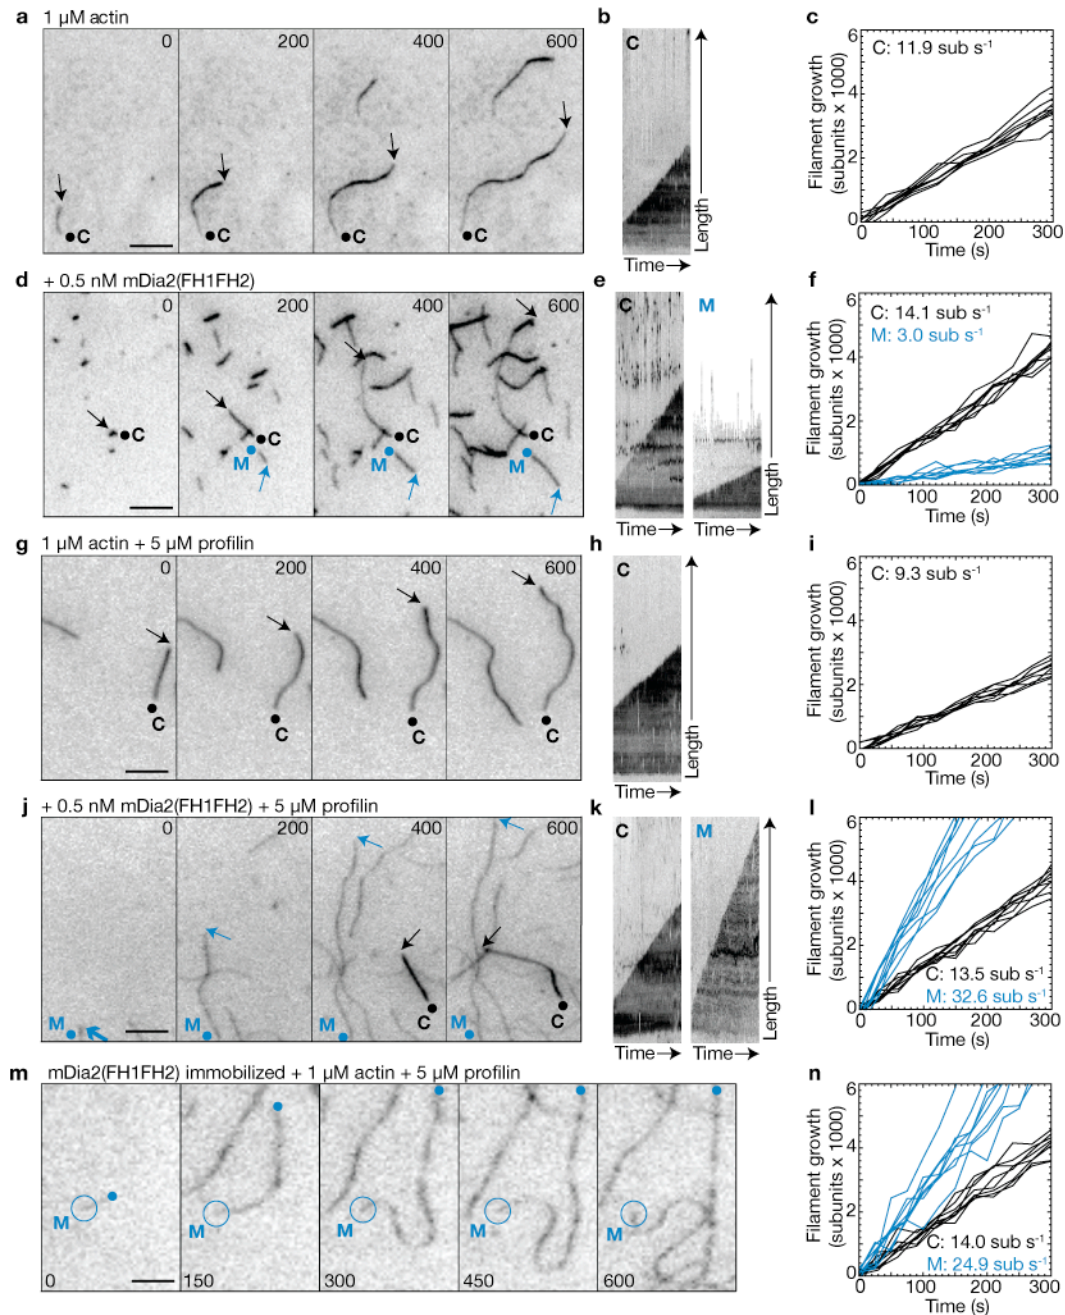 a 1 μM actin
0 200 400 600
C C C C
b
C
Length
Time
c
Filament growth
(subunits x 1000)
6
4
2
0
C: 11.9 sub s⁻¹
0 100 200 300
Time (s)
d + 0.5 nM mDia2(FH1FH2)
0 200 400 600
C C C C
M M M
e
C M
Length
Time Time
f
Filament growth
(subunits x 1000)
6
4
2
0
C: 14.1 sub s⁻¹
M: 3.0 sub s⁻¹
0 100 200 300
Time (s)
g 1 μM actin + 5 μM profilin
0 200 400 600
C C C C
h
C
Length
Time
i
Filament growth
(subunits x 1000)
6
4
2
0
C: 9.3 sub s⁻¹
0 100 200 300
Time (s)
j + 0.5 nM mDia2(FH1FH2) + 5 μM profilin
0 200 400 600
M M M M
C C
k
C M
Length
Time Time
l
Filament growth
(subunits x 1000)
6
4
2
0
C: 13.5 sub s⁻¹
M: 32.6 sub s⁻¹
0 100 200 300
Time (s)
m mDia2(FH1FH2) immobilized + 1 μM actin + 5 μM profilin
M M M M M
0 150 300 450 600
n
Filament growth
(subunits x 1000)
6
4
2
0
C: 14.0 sub s⁻¹
M: 24.9 sub s⁻¹
0 100 200 300
Time (s)